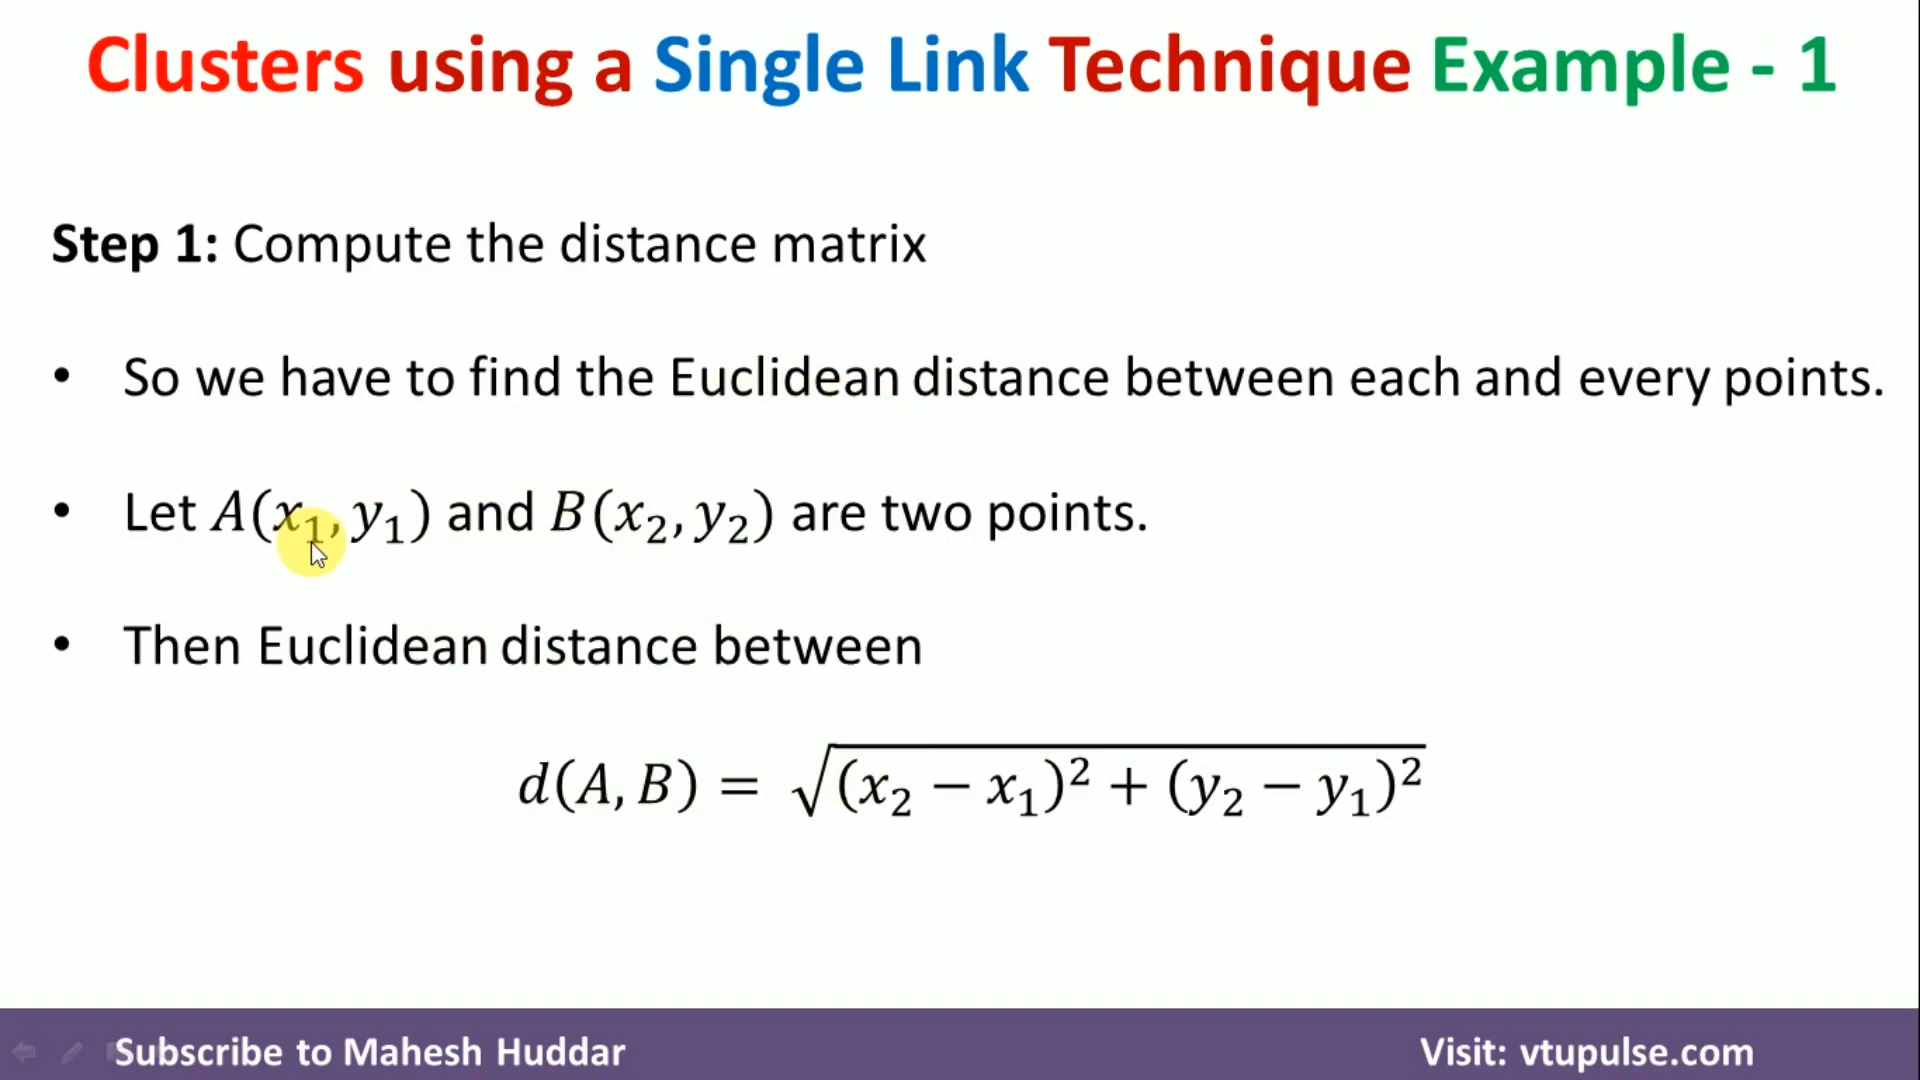 Clusters using a Single Link Technique Example - 1
Step 1: Compute the distance matrix
• So we have to find the Euclidean distance between each and every points.
• Let A(x₁, y₁) and B(x₂, y₂) are two points.
• Then Euclidean distance between
d(A, B) = √((x₂ − x₁)² + (y₂ − y₁)²)
Subscribe to Mahesh Huddar
Visit: vtupulse.com